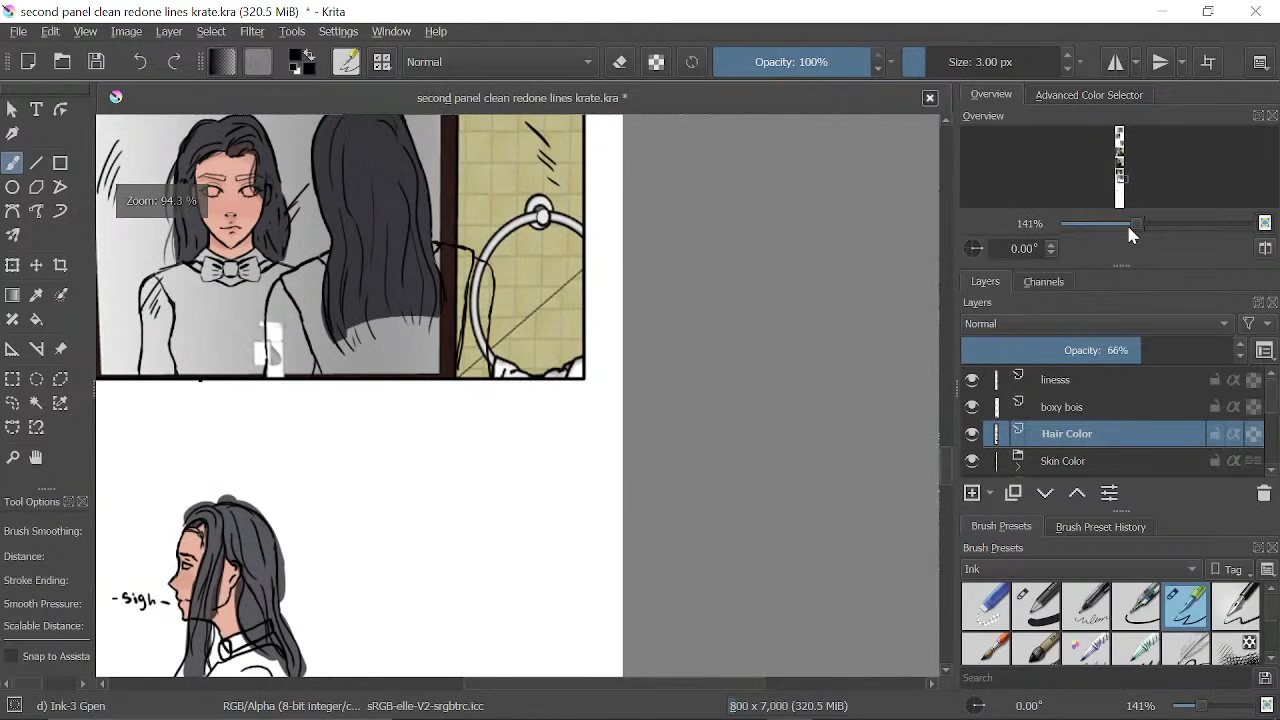 second panel clean redone lines krate.kra (320.5 MiB) * - Krita
File Edit View Image Layer Select Filter Tools Settings Window Help
Normal
Opacity: 100%
Size: 3.00 px
second panel clean redone lines krate.kra *
Overview
Advanced Color Selector
Overview
Zoom: 94.3 %
141%
0.00°
Layers
Channels
Layers
Normal
Opacity: 66%
linesss
boxy bois
Hair Color
Skin Color
Tool Options
Brush Smoothing:
Distance:
Stroke Ending:
Smooth Pressure:
Scalable Distance:
Snap to Assista
-sigh-
Brush Presets
Brush Preset History
Brush Presets
Ink
Tag
Search
d) Ink-3 Gpen
RGB/Alpha (8-bit integer/c... sRGB-elle-V2-srgbtrc.icc
800 x 7,000 (320.5 MiB)
0.00°
141%